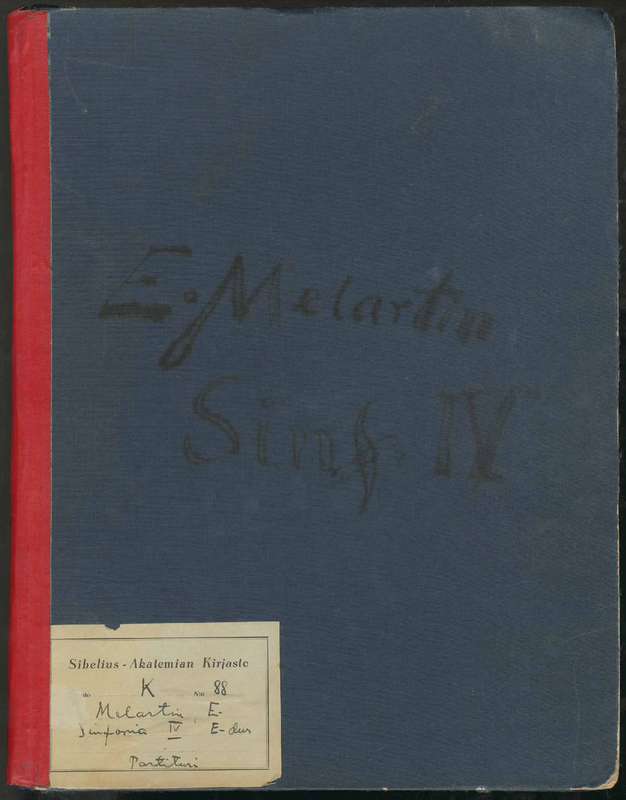 E. Melartin
Sinf. IV
Sibelius-Akatemian Kirjasto
K N:o 88
Melartin, E.
Sinfonia IV E-dur
Partituri